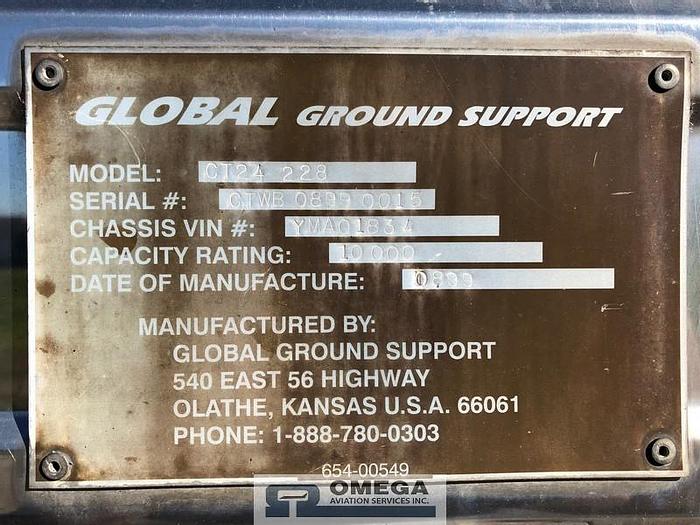 GLOBAL GROUND SUPPORT
MODEL: CT24 228
SERIAL #: CTWB 0899 0015
CHASSIS VIN #: YMA01834
CAPACITY RATING: 10 000
DATE OF MANUFACTURE: 0899
MANUFACTURED BY:
GLOBAL GROUND SUPPORT
540 EAST 56 HIGHWAY
OLATHE, KANSAS U.S.A. 66061
PHONE: 1-888-780-0303
654-00549
OMEGA
AVIATION SERVICES INC.